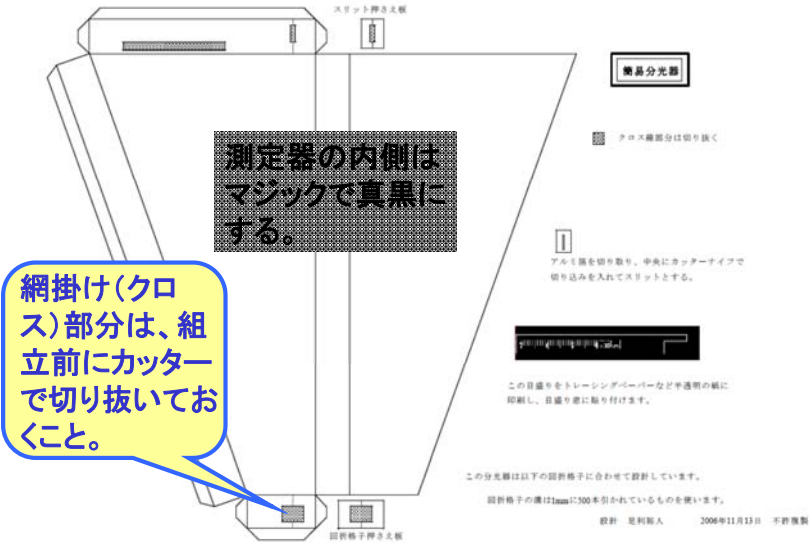 スリット押さえ板
簡易分光器
クロス線部分は切り抜く
測定器の内側は
マジックで真黒に
する。
アルミ箔を切り取り、中央にカッターナイフで
切り込みを入れてスリットとする。
網掛け(クロ
ス)部分は、組
立前にカッター
で切り抜いてお
くこと。
この目盛りをトレーシングペーパーなど半透明の紙に
印刷し、目盛り窓に貼り付けます。
この分光器は以下の回折格子に合わせて設計しています。
回折格子の溝は1mmに500本引かれているものを使います。
回折格子押さえ板
設計 足利裕人 2006年11月13日 不許複製